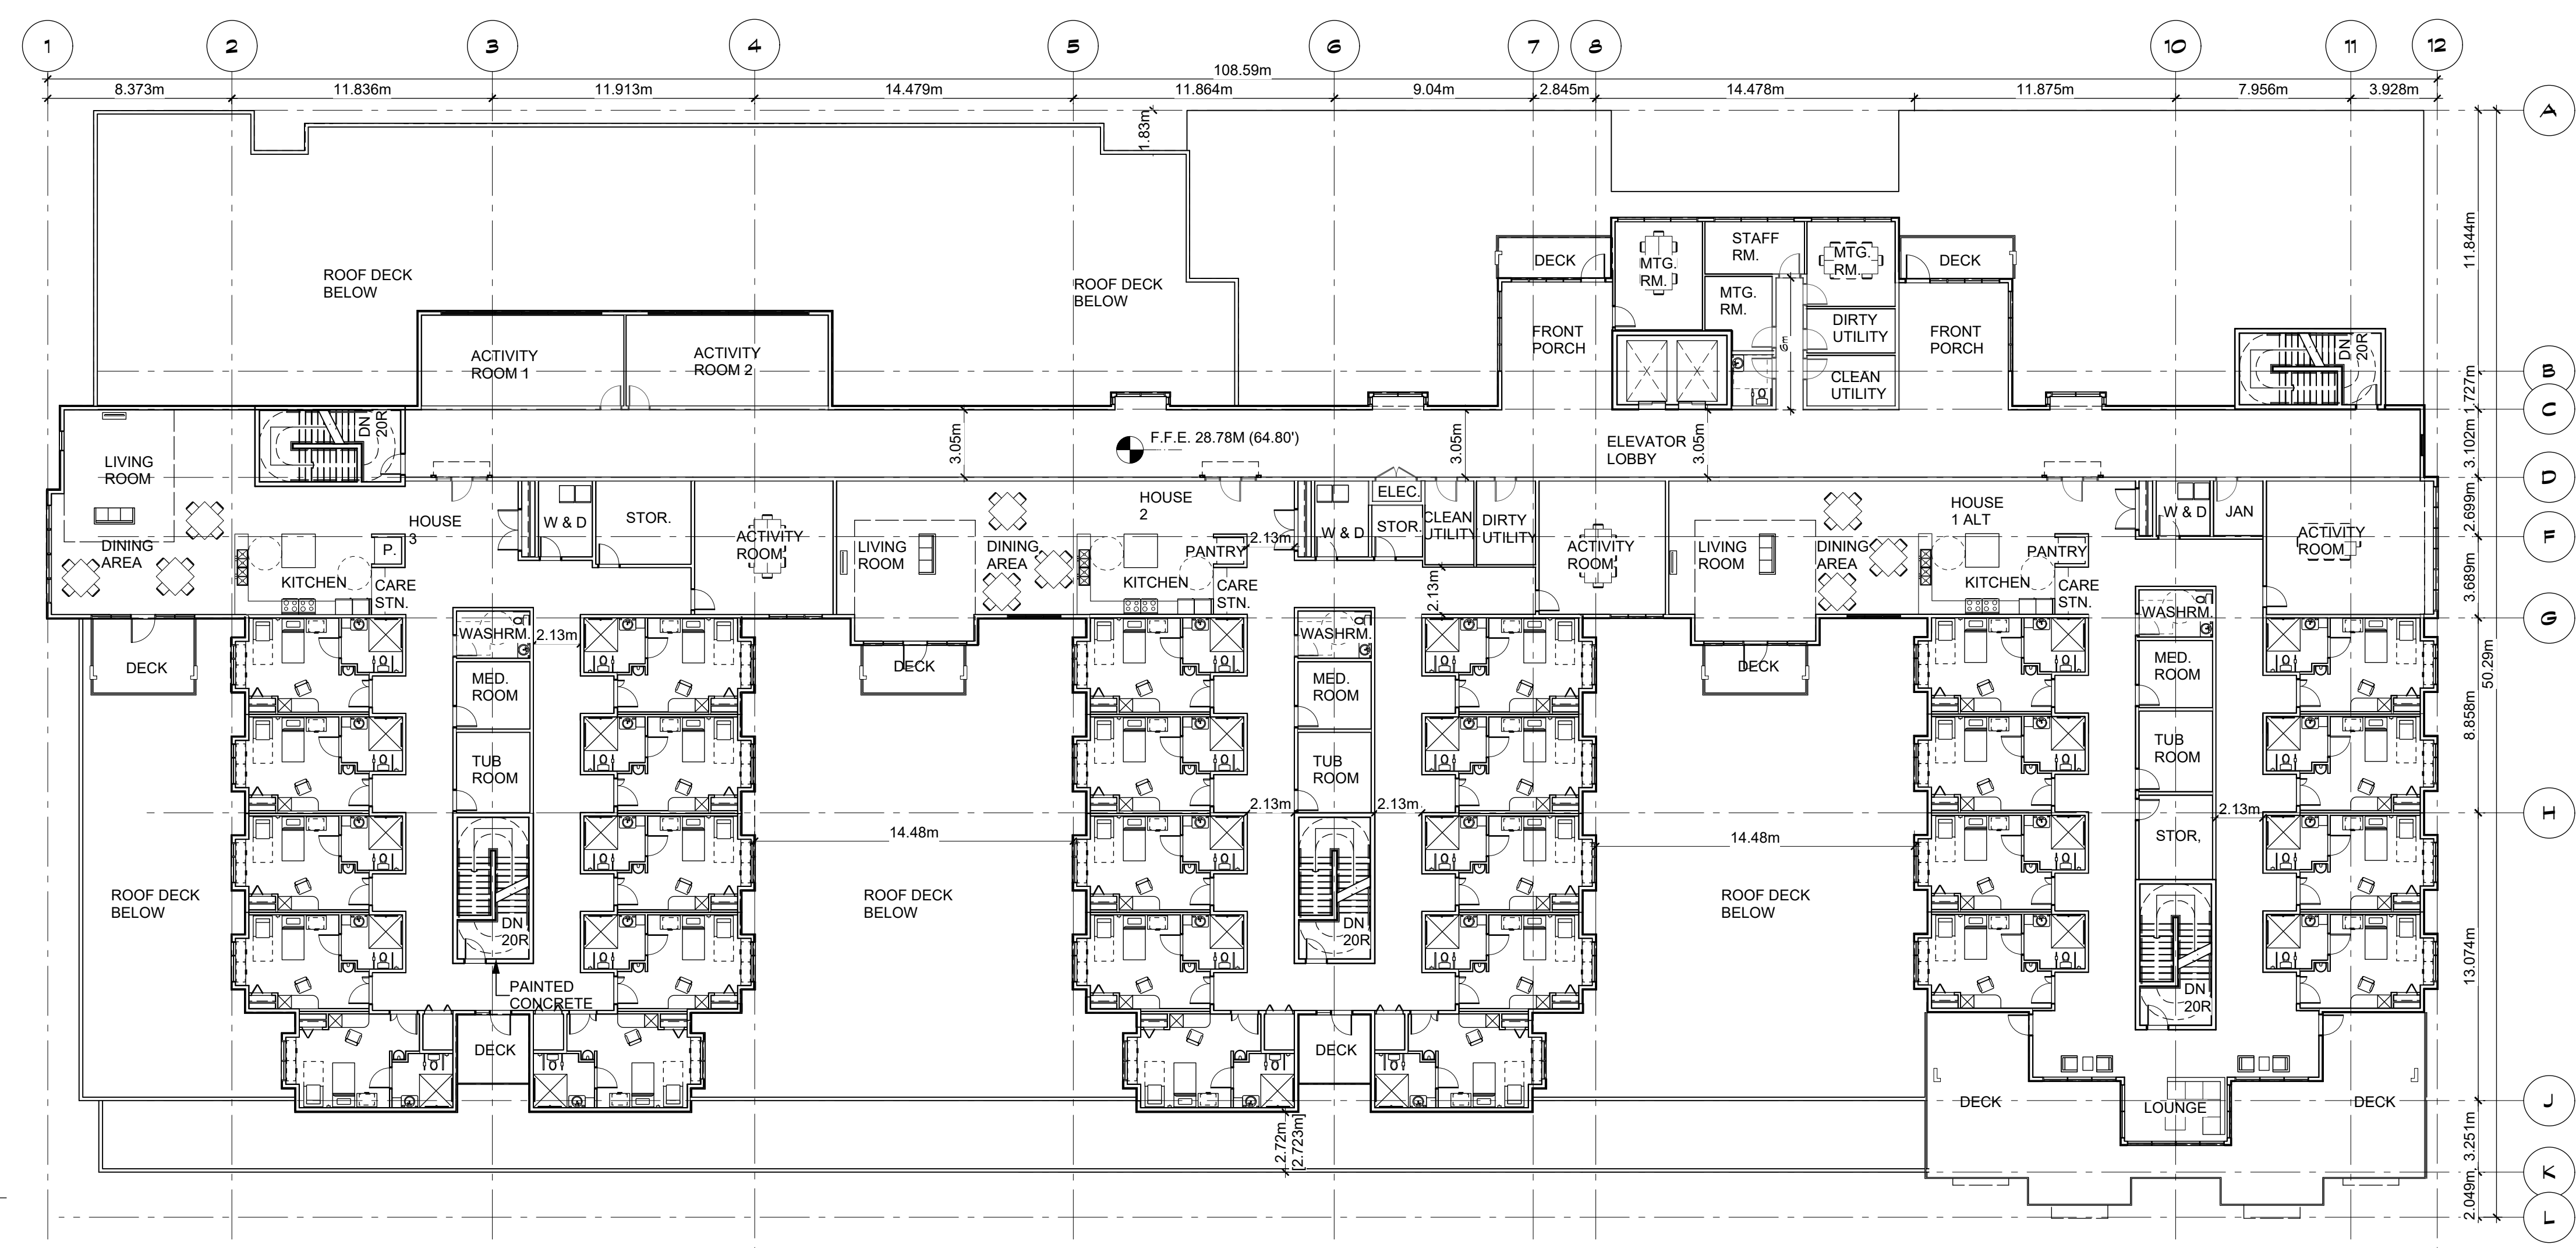 1 2 3 4 5 6 7 8 10 11 12
108.59m
8.373m 11.836m 11.913m 14.479m 11.864m 9.04m 2.845m 14.478m 11.875m 7.956m 3.928m
A
1.83m
11.844m
ROOF DECK
BELOW
ROOF DECK
BELOW
DECK
MTG.
RM.
STAFF
RM.
MTG.
RM.
MTG.
RM.
DECK
FRONT
PORCH
DIRTY
UTILITY
CLEAN
UTILITY
6m
FRONT
PORCH
DN
20R
ACTIVITY
ROOM 1
ACTIVITY
ROOM 2
B
1.727m
C
LIVING
ROOM
DN
20R
3.05m
F.F.E. 28.78M (64.80')
3.05m
ELEVATOR
LOBBY
3.05m
3.102m
D
HOUSE
3
W & D
STOR.
ACTIVITY
ROOM
LIVING
ROOM
DINING
AREA
HOUSE
2
PANTRY
2.13m
W & D
ELEC.
STOR.
CLEAN
UTILITY
DIRTY
UTILITY
ACTIVITY
ROOM
LIVING
ROOM
DINING
AREA
HOUSE
1 ALT
PANTRY
W & D
JAN
ACTIVITY
ROOM
2.699m
F
DINING
AREA
P.
KITCHEN
CARE
STN.
KITCHEN
CARE
STN.
2.13m
KITCHEN
CARE
STN.
3.689m
G
DECK
WASHRM.
2.13m
DECK
WASHRM.
DECK
WASHRM.
50.29m
MED.
ROOM
MED.
ROOM
MED.
ROOM
8.858m
TUB
ROOM
TUB
ROOM
TUB
ROOM
2.13m
2.13m
2.13m
I
14.48m
14.48m
STOR,
ROOF DECK
BELOW
DN
20R
ROOF DECK
BELOW
DN
20R
ROOF DECK
BELOW
13.074m
PAINTED
CONCRETE
DN
20R
DECK
DECK
DECK
LOUNGE
DECK
J
2.72m
[2.723m]
3.251m
K
2.049m
L